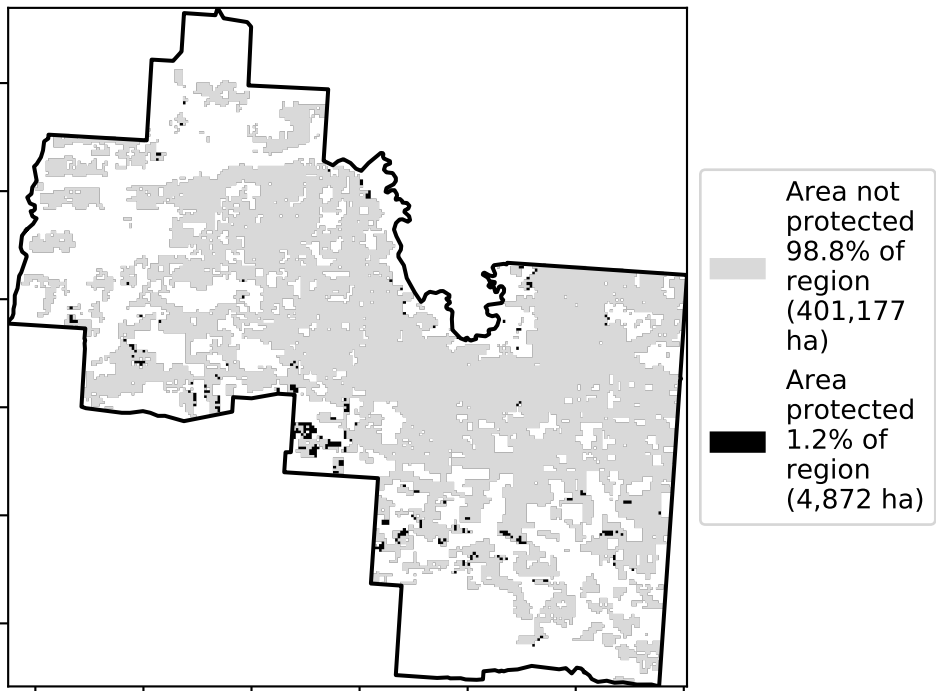 Area not
protected
98.8% of
region
(401,177
ha)
Area
protected
1.2% of
region
(4,872 ha)